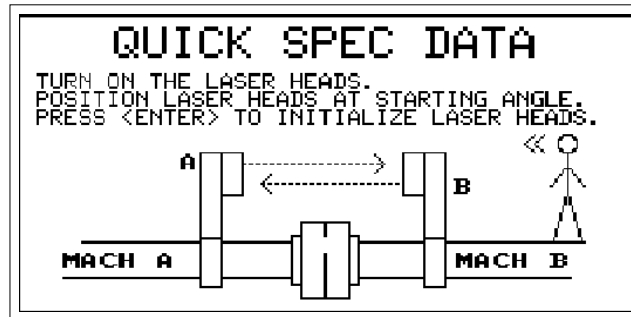 QUICK SPEC DATA
TURN ON THE LASER HEADS.
POSITION LASER HEADS AT STARTING ANGLE.
PRESS <ENTER> TO INITIALIZE LASER HEADS.
A
B
MACH A
MACH B